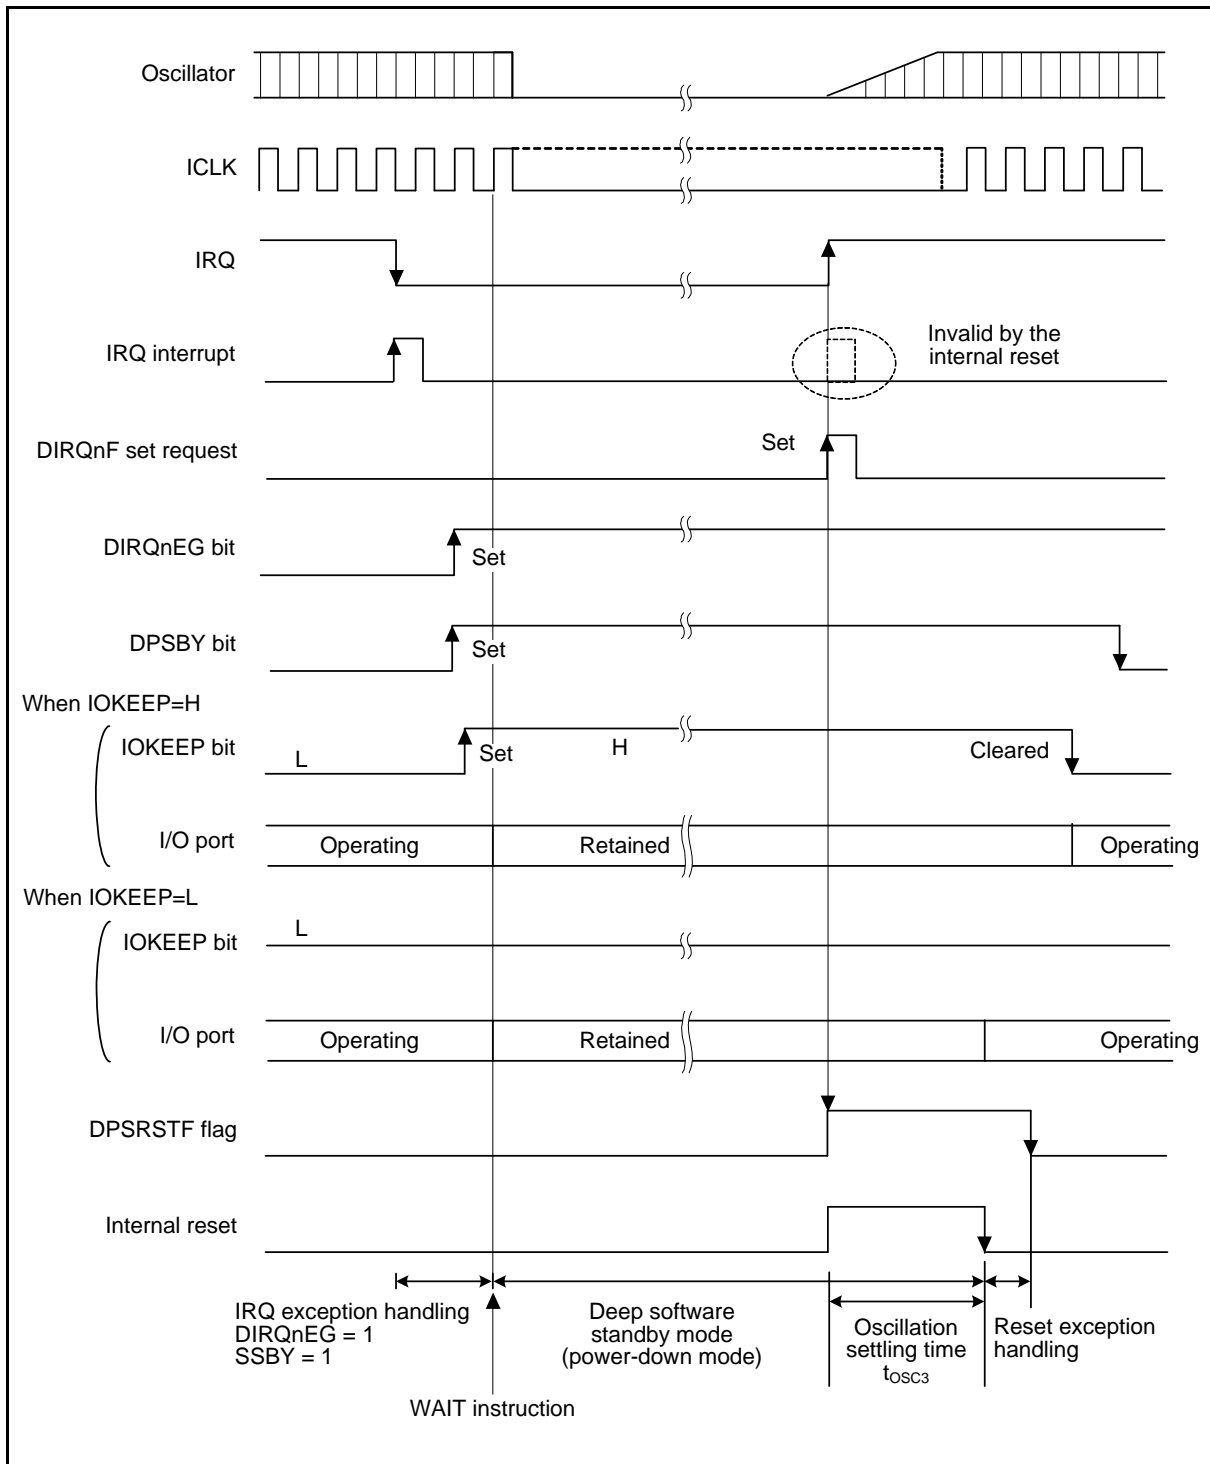 Oscillator
ICLK
IRQ
IRQ interrupt
Invalid by the
internal reset
DIRQnF set request
Set
DIRQnEG bit
Set
DPSBY bit
Set
When IOKEEP=H
IOKEEP bit
L
Set
H
Cleared
I/O port
Operating
Retained
Operating
When IOKEEP=L
IOKEEP bit
L
I/O port
Operating
Retained
Operating
DPSRSTF flag
Internal reset
IRQ exception handling
DIRQnEG = 1
SSBY = 1
Deep software
standby mode
(power-down mode)
Oscillation
settling time
tOSC3
Reset exception
handling
WAIT instruction